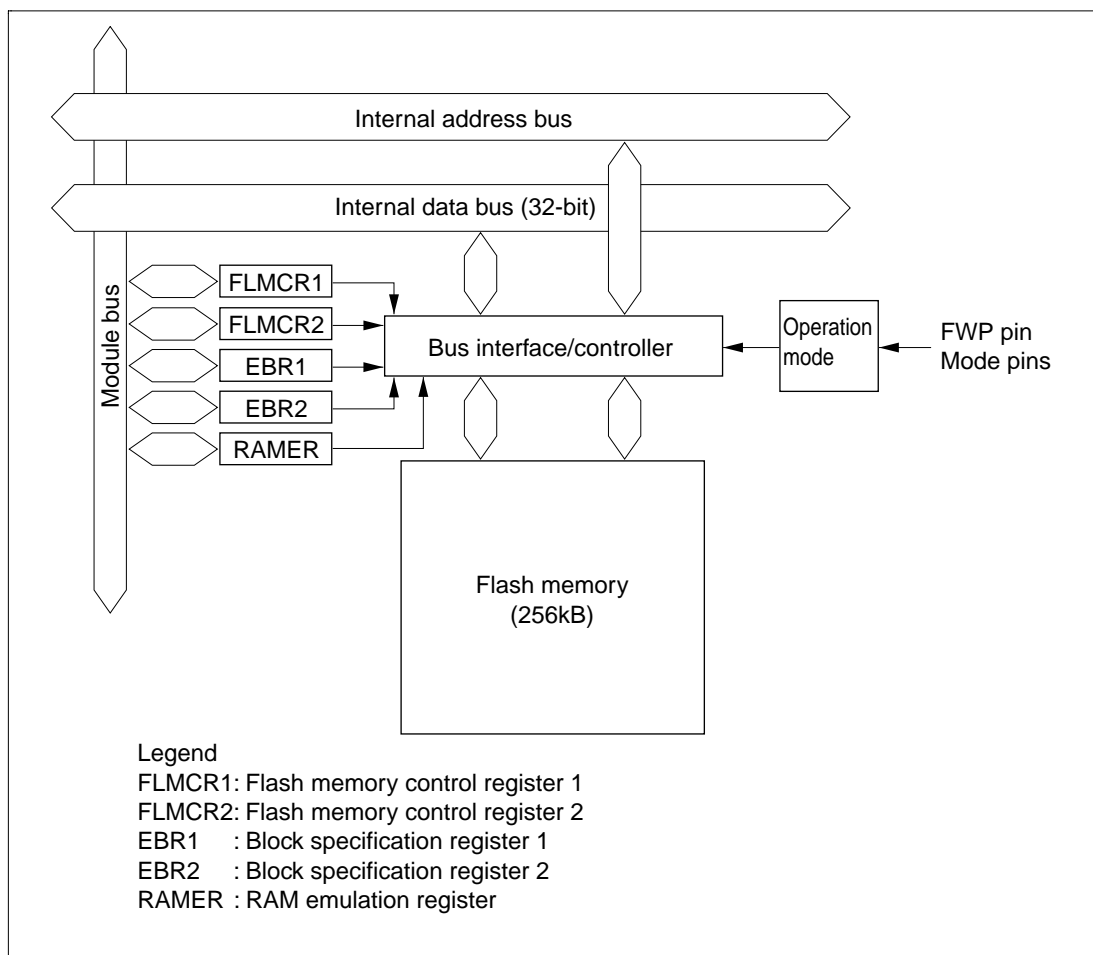 Internal address bus
Internal data bus (32-bit)
Module bus
FLMCR1
FLMCR2
EBR1
EBR2
RAMER
Bus interface/controller
Operation
mode
FWP pin
Mode pins
Flash memory
(256kB)
Legend
FLMCR1: Flash memory control register 1
FLMCR2: Flash memory control register 2
EBR1 : Block specification register 1
EBR2 : Block specification register 2
RAMER : RAM emulation register